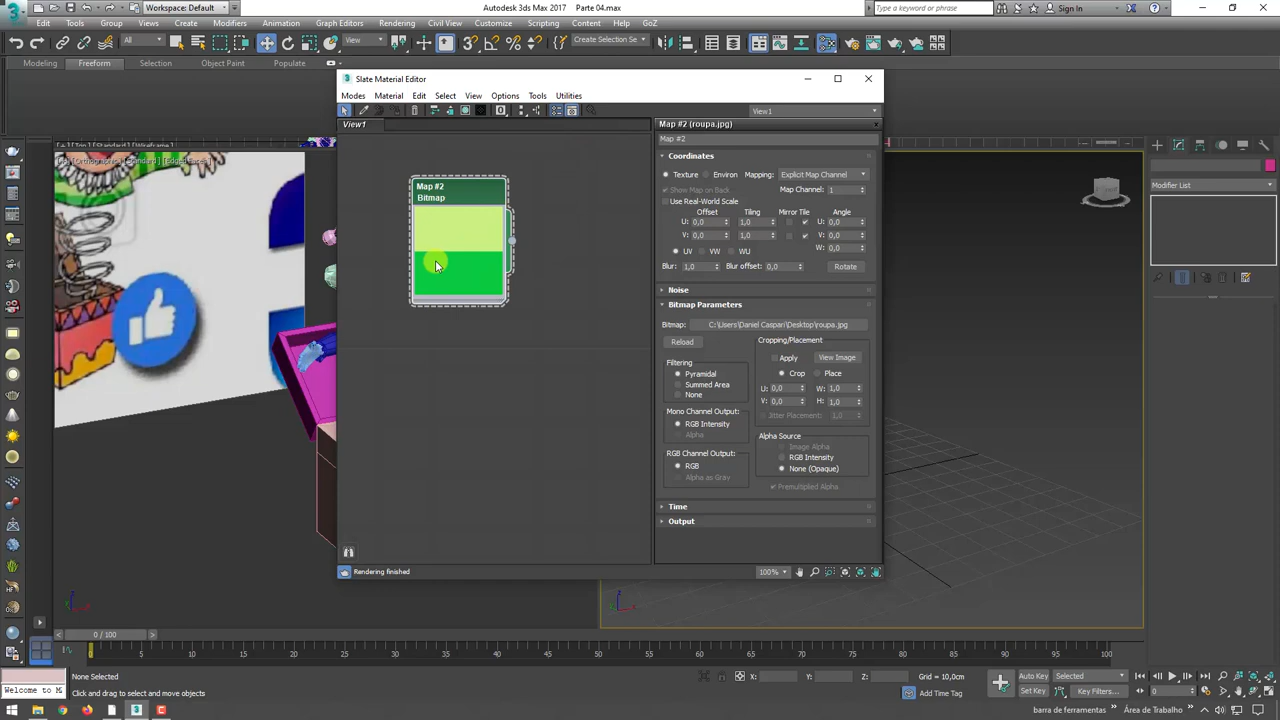 Workspace: Default
Autodesk 3ds Max 2017
Parte 04.max
Type a keyword or phrase
Sign In
Edit Tools Group Views Create Modifiers Animation Graph Editors Rendering Civil View Customize Scripting Content Help GoZ
All
View
Create Selection Se
Modeling Freeform Selection Object Paint Populate
Slate Material Editor
Modes Material Edit Select View Options Tools Utilities
View1
View1
Map #2 (roupa.jpg)
Map #2
Map #2
Bitmap
Coordinates
Texture Environ Mapping: Explicit Map Channel
Show Map on Back Map Channel: 1
Use Real-World Scale
Offset Tiling Mirror Tile Angle
U: 0,0 1,0 U: 0,0
V: 0,0 1,0 V: 0,0
W: 0,0
UV VW WU
Blur: 1,0 Blur offset: 0,0 Rotate
Noise
Bitmap Parameters
Bitmap: C:\Users\Daniel Caspari\Desktop\roupa.jpg
Reload
Cropping/Placement
Apply View Image
Crop Place
U: 0,0 W: 1,0
V: 0,0 H: 1,0
Jitter Placement: 1,0
Filtering
Pyramidal
Summed Area
None
Mono Channel Output:
RGB Intensity
Alpha
RGB Channel Output:
RGB
Alpha as Gray
Alpha Source
Image Alpha
RGB Intensity
None (Opaque)
Premultiplied Alpha
Time
Output
Rendering finished
100%
Modifier List
0 / 100
0 5 10 15 20 25 30 35 40 45 50 55 60 65 70 75 80 85 90 95 100
None Selected
Click and drag to select and move objects
Welcome to M
X: Y: Z: Grid = 10,0cm
Add Time Tag
Auto Key Selected
Set Key Key Filters...
0
barra de ferramentas
Área de Trabalho